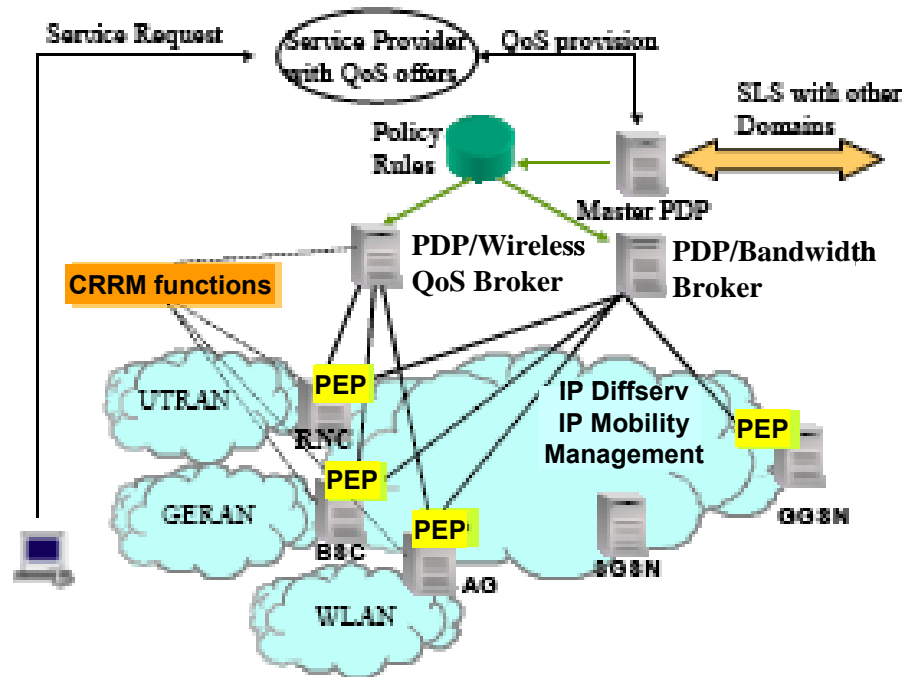 Service Request
Service Provider
with QoS offers
QoS provision
SLS with other
Domains
Policy
Rules
Master PDP
PDP/Wireless
QoS Broker
PDP/Bandwidth
Broker
CRRM functions
UTRAN
PEP
RNC
IP Diffserv
IP Mobility
Management
PEP
GGSN
GERAN
PEP
BSC
PEP
AG
SGSN
WLAN